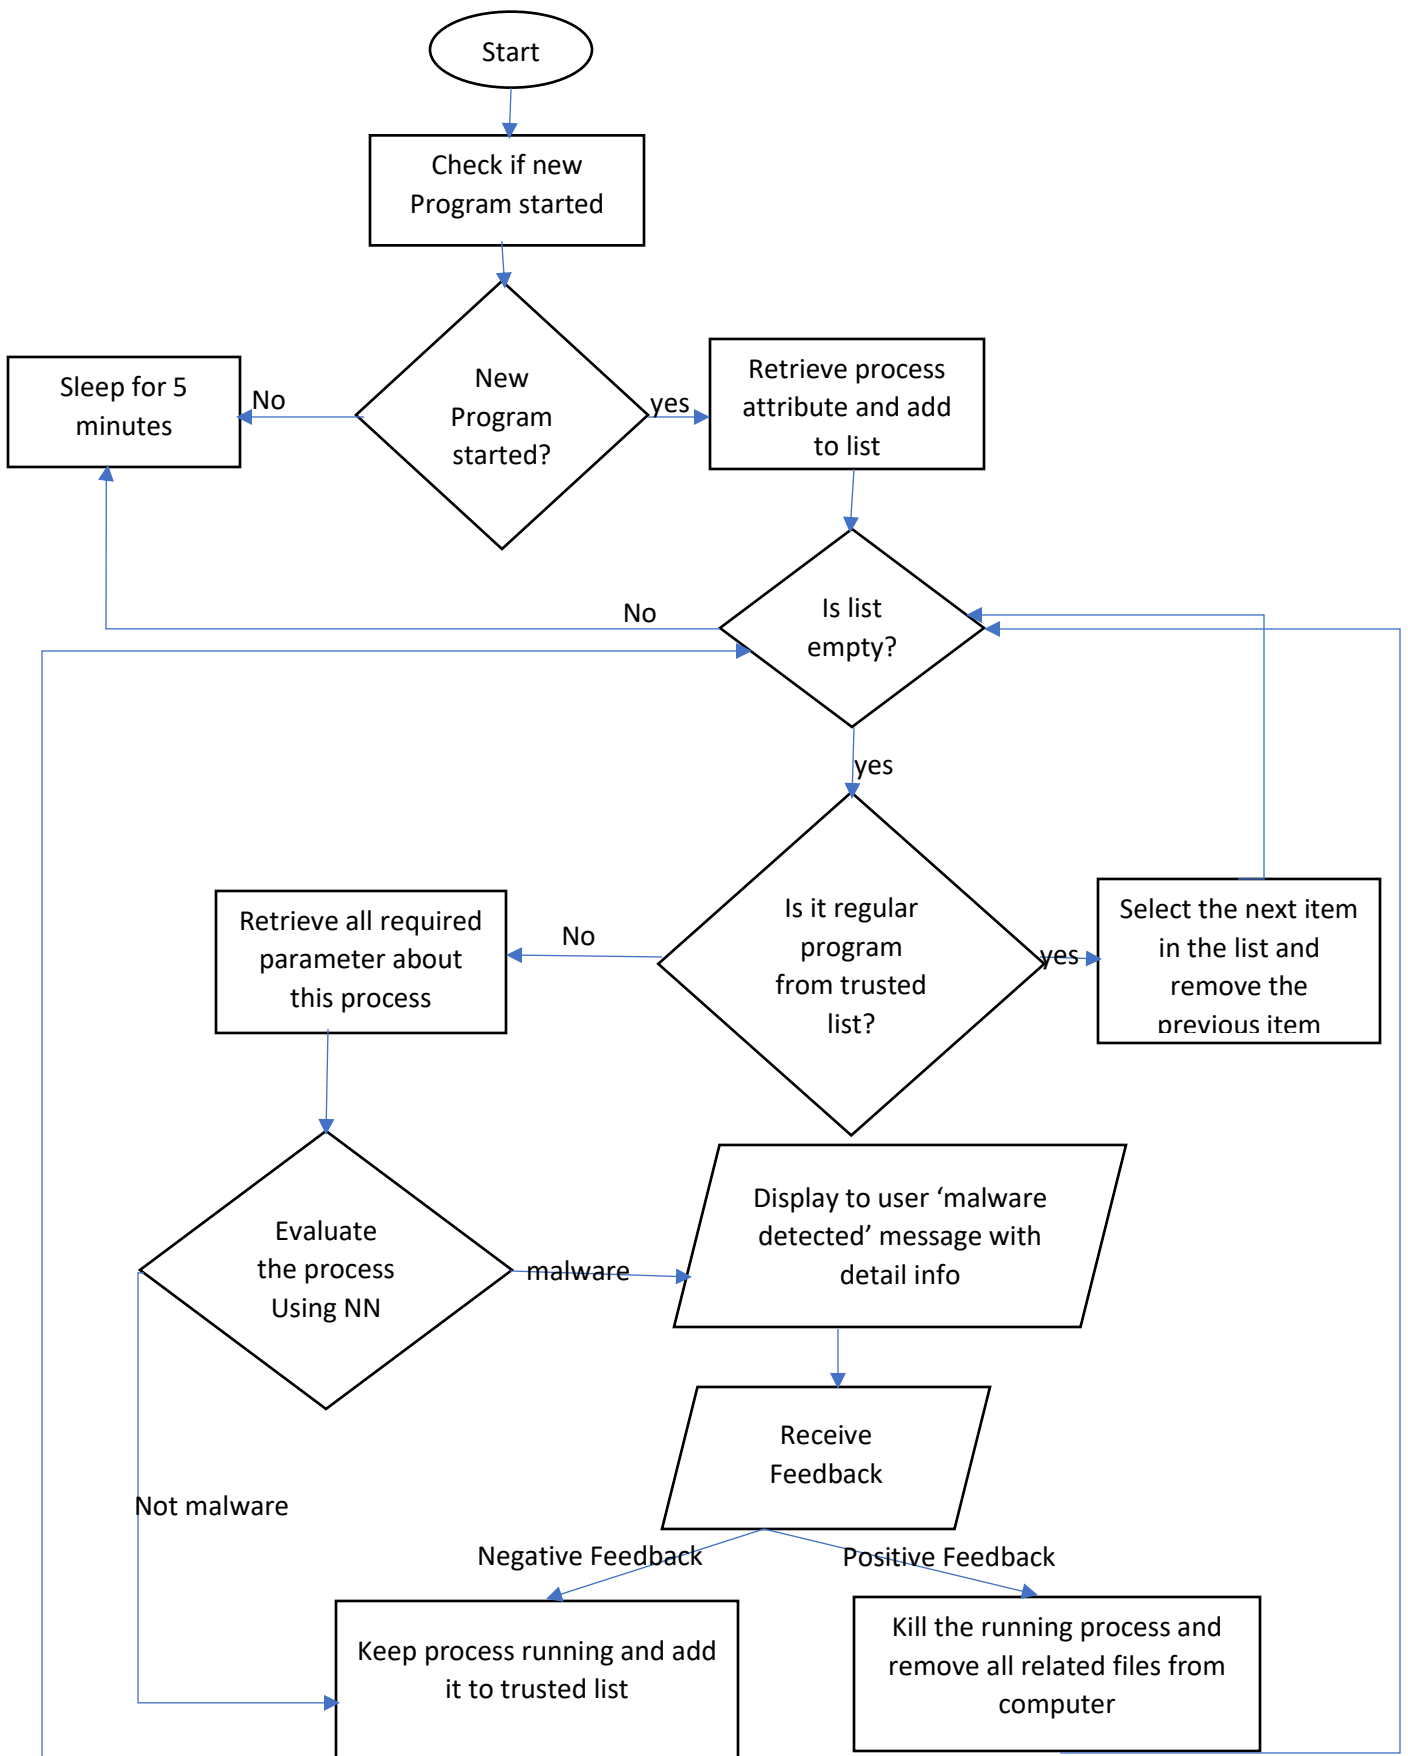 Start
Check if new
Program started
New
Program
started?
No
Sleep for 5
minutes
yes
Retrieve process
attribute and add
to list
Is list
empty?
No
yes
Is it regular
program
from trusted
list?
yes
Select the next item
in the list and
remove the
previous item
No
Retrieve all required
parameter about
this process
Evaluate
the process
Using NN
malware
Display to user ‘malware
detected’ message with
detail info
Receive
Feedback
Not malware
Negative Feedback
Positive Feedback
Keep process running and add
it to trusted list
Kill the running process and
remove all related files from
computer